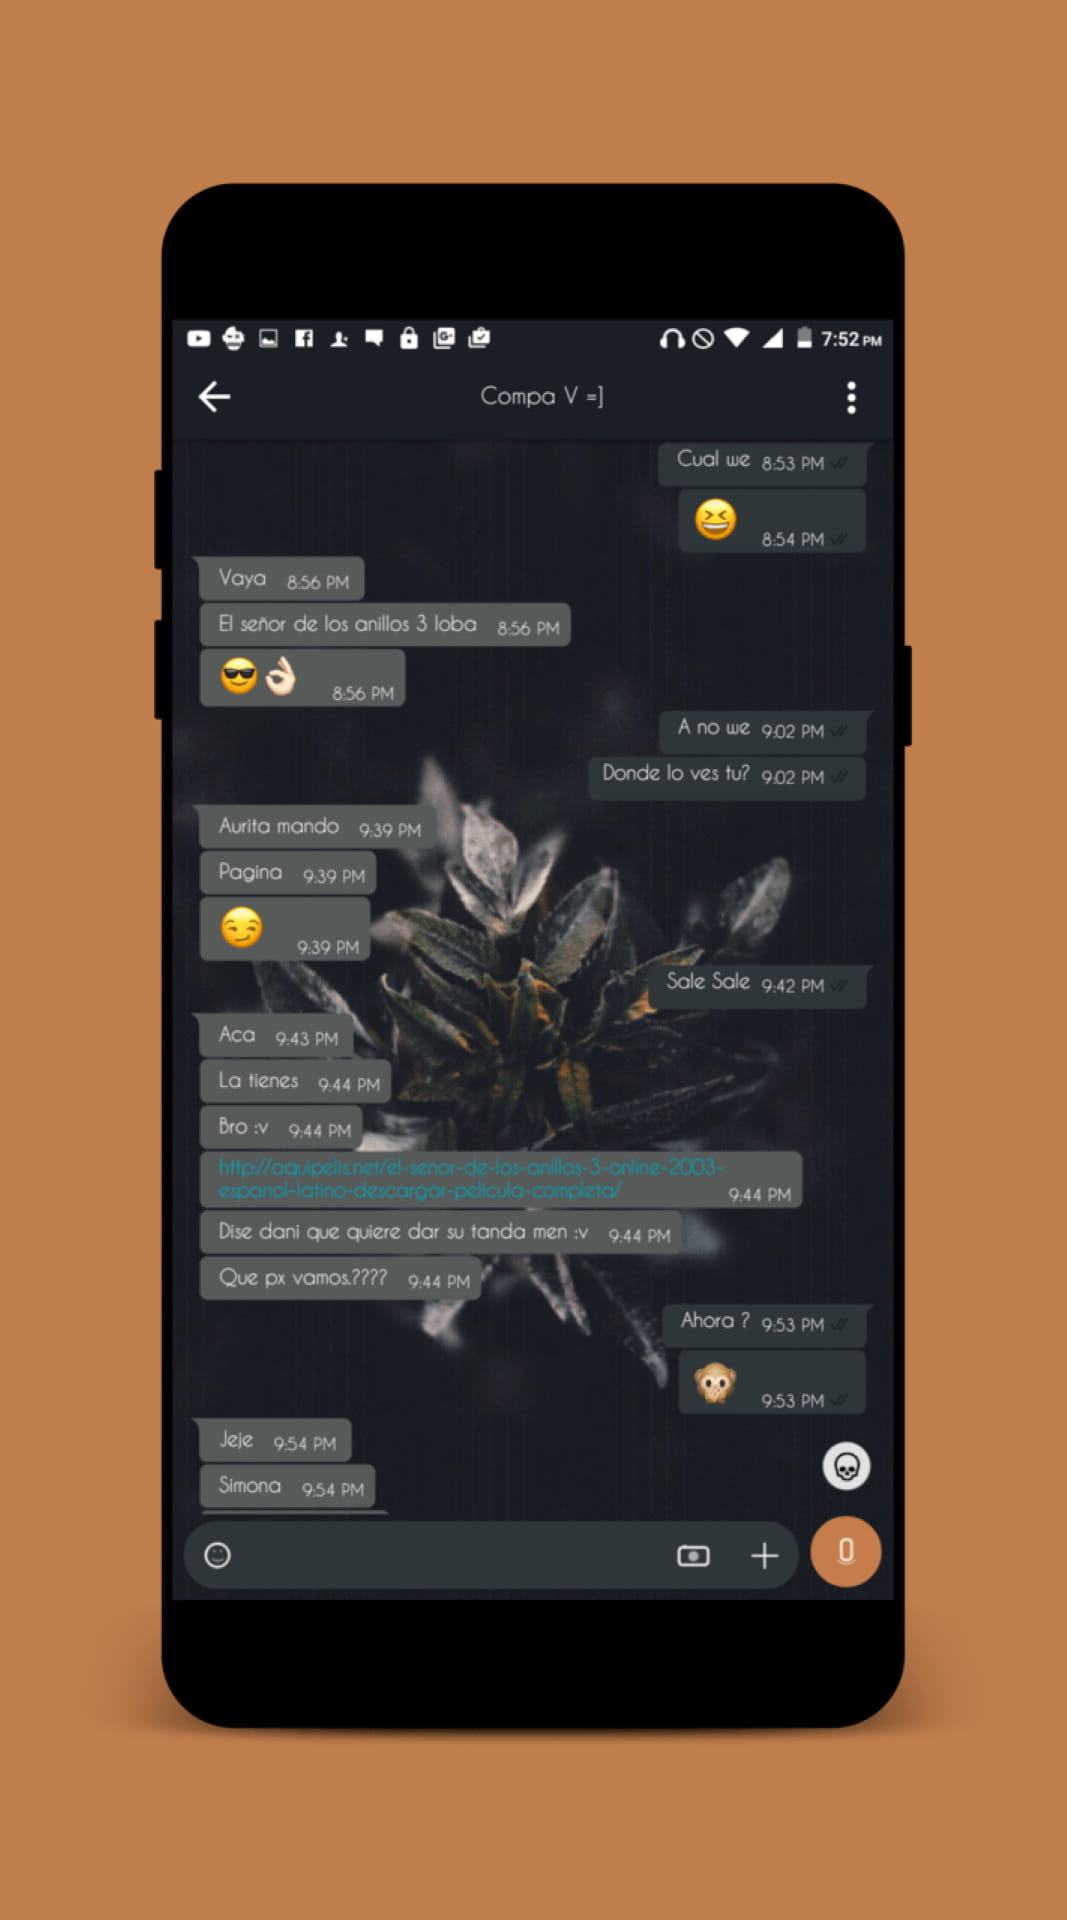 7:52 PM
Compa V =]
Cual we 8:53 PM
8:54 PM
Vaya 8:56 PM
El señor de los anillos 3 loba 8:56 PM
8:56 PM
A no we 9:02 PM
Donde lo ves tu? 9:02 PM
Aurita mando 9:39 PM
Pagina 9:39 PM
9:39 PM
Sale Sale 9:42 PM
Aca 9:43 PM
La tienes 9:44 PM
Bro :v 9:44 PM
http://aquipelis.net/el-senor-de-los-anillos-3-online-2003-
espanol-latino-descargar-pelicula-completa/ 9:44 PM
Dise dani que quiere dar su tanda men :v 9:44 PM
Que px vamos.???? 9:44 PM
Ahora ? 9:53 PM
9:53 PM
Jeje 9:54 PM
Simona 9:54 PM